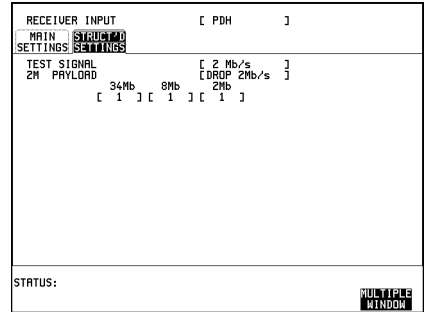 RECEIVER INPUT [ PDH ]
MAIN SETTINGS STRUCT'D SETTINGS
TEST SIGNAL [ 2 Mb/s ]
2M PAYLOAD [DROP 2Mb/s ]
34Mb 8Mb 2Mb
[ 1 ] [ 1 ] [ 1 ]
STATUS:
MULTIPLE
WINDOW